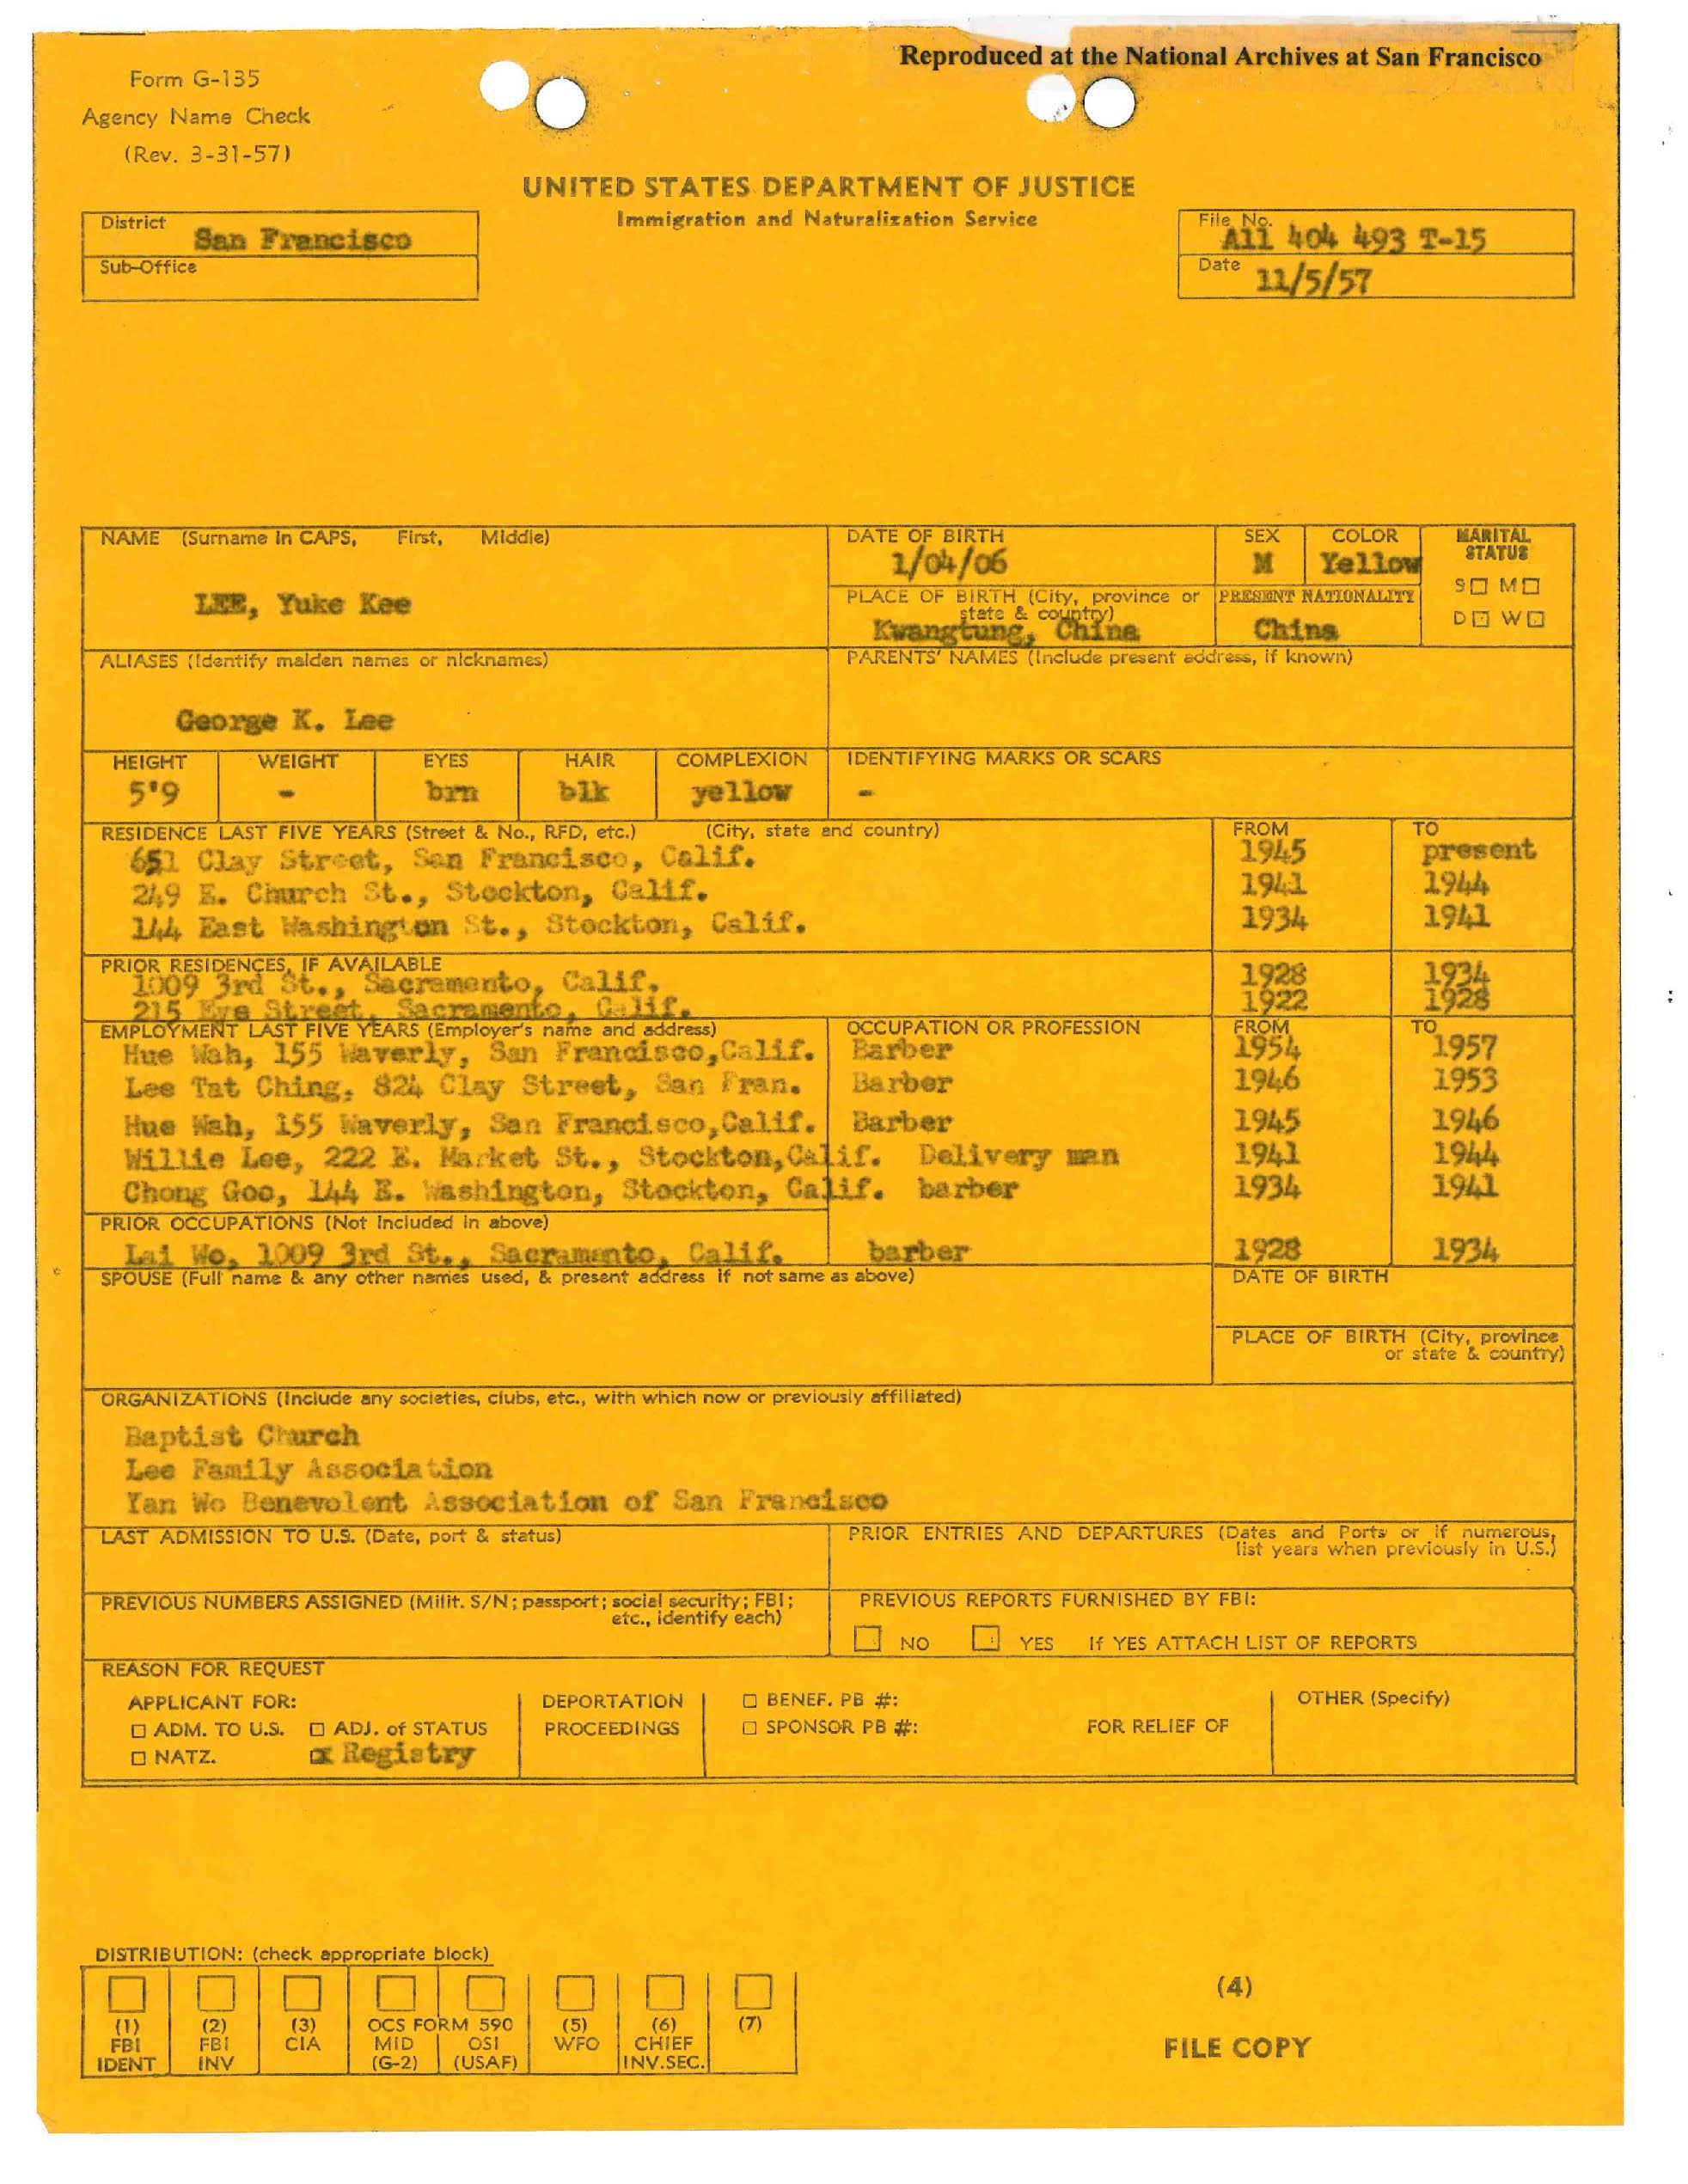 Reproduced at the National Archives at San Francisco
Form G-135
Agency Name Check
(Rev. 3-31-57)
UNITED STATES DEPARTMENT OF JUSTICE
Immigration and Naturalization Service
District
San Francisco
Sub-Office
File No.
A11 404 493 T-15
Date
11/5/57
NAME (Surname in CAPS, First, Middle)
LEE, Yuke Kee
DATE OF BIRTH
1/04/06
SEX
M
COLOR
Yellow
MARITAL STATUS
S M
D W
PLACE OF BIRTH (City, province or state & country)
Kwangtung, China
PRESENT NATIONALITY
China
ALIASES (Identify maiden names or nicknames)
George K. Lee
PARENTS' NAMES (Include present address, if known)
HEIGHT
5'9
WEIGHT
-
EYES
brn
HAIR
blk
COMPLEXION
yellow
IDENTIFYING MARKS OR SCARS
-
RESIDENCE LAST FIVE YEARS (Street & No., RFD, etc.) (City, state and country) FROM TO
651 Clay Street, San Francisco, Calif. 1945 present
249 E. Church St., Stockton, Calif. 1941 1944
144 East Washington St., Stockton, Calif. 1934 1941
PRIOR RESIDENCES, IF AVAILABLE
1009 3rd St., Sacramento, Calif. 1928 1934
215 Eye Street, Sacramento, Calif. 1922 1928
EMPLOYMENT LAST FIVE YEARS (Employer's name and address) OCCUPATION OR PROFESSION FROM TO
Hue Wah, 155 Waverly, San Francisco,Calif. Barber 1954 1957
Lee Tat Ching, 824 Clay Street, San Fran. Barber 1946 1953
Hue Wah, 155 Waverly, San Francisco,Calif. Barber 1945 1946
Willie Lee, 222 E. Market St., Stockton,Calif. Delivery man 1941 1944
Chong Goo, 144 E. Washington, Stockton, Calif. barber 1934 1941
PRIOR OCCUPATIONS (Not included in above)
Lai Wo, 1009 3rd St., Sacramento, Calif. barber 1928 1934
SPOUSE (Full name & any other names used, & present address if not same as above)
DATE OF BIRTH
PLACE OF BIRTH (City, province or state & country)
ORGANIZATIONS (Include any societies, clubs, etc., with which now or previously affiliated)
Baptist Church
Lee Family Association
Yan Wo Benevolent Association of San Francisco
LAST ADMISSION TO U.S. (Date, port & status)
PRIOR ENTRIES AND DEPARTURES (Dates and Ports or if numerous, list years when previously in U.S.)
PREVIOUS NUMBERS ASSIGNED (Milit. S/N; passport; social security; FBI; etc., identify each)
PREVIOUS REPORTS FURNISHED BY FBI:
NO YES If YES ATTACH LIST OF REPORTS
REASON FOR REQUEST
APPLICANT FOR:
ADM. TO U.S. ADJ. of STATUS
NATZ. x Registry
DEPORTATION
PROCEEDINGS
BENEF. PB #:
SPONSOR PB #:
FOR RELIEF OF
OTHER (Specify)
DISTRIBUTION: (check appropriate block)
(1) FBI IDENT
(2) FBI INV
(3) CIA
OCS FORM 590
MID (G-2)
OSI (USAF)
(5) WFO
(6) CHIEF INV.SEC.
(7)
(4)
FILE COPY